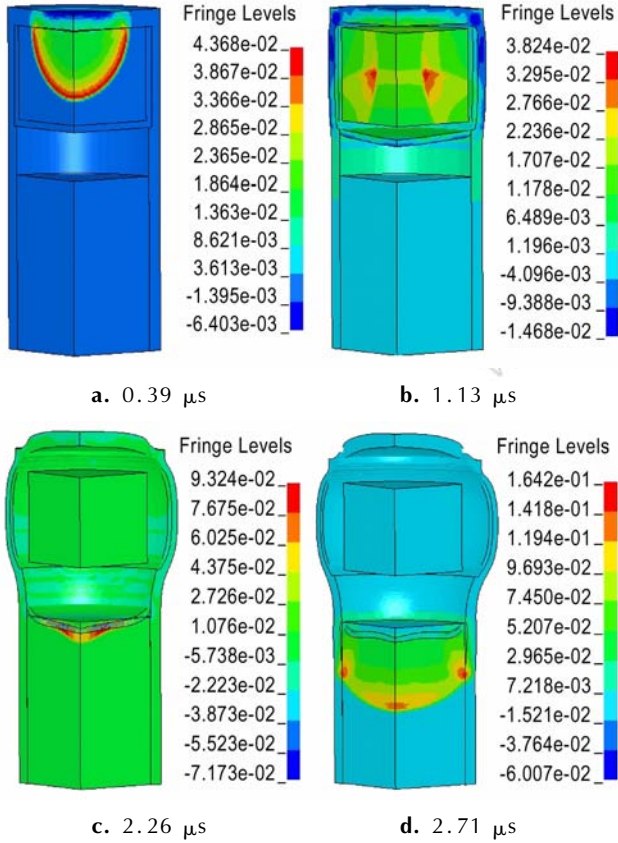 Fringe Levels
4.368e-02
3.867e-02
3.366e-02
2.865e-02
2.365e-02
1.864e-02
1.363e-02
8.621e-03
3.613e-03
-1.395e-03
-6.403e-03
a. 0.39 μs
Fringe Levels
3.824e-02
3.295e-02
2.766e-02
2.236e-02
1.707e-02
1.178e-02
6.489e-03
1.196e-03
-4.096e-03
-9.388e-03
-1.468e-02
b. 1.13 μs
Fringe Levels
9.324e-02
7.675e-02
6.025e-02
4.375e-02
2.726e-02
1.076e-02
-5.738e-03
-2.223e-02
-3.873e-02
-5.523e-02
-7.173e-02
c. 2.26 μs
Fringe Levels
1.642e-01
1.418e-01
1.194e-01
9.693e-02
7.450e-02
5.207e-02
2.965e-02
7.218e-03
-1.521e-02
-3.764e-02
-6.007e-02
d. 2.71 μs